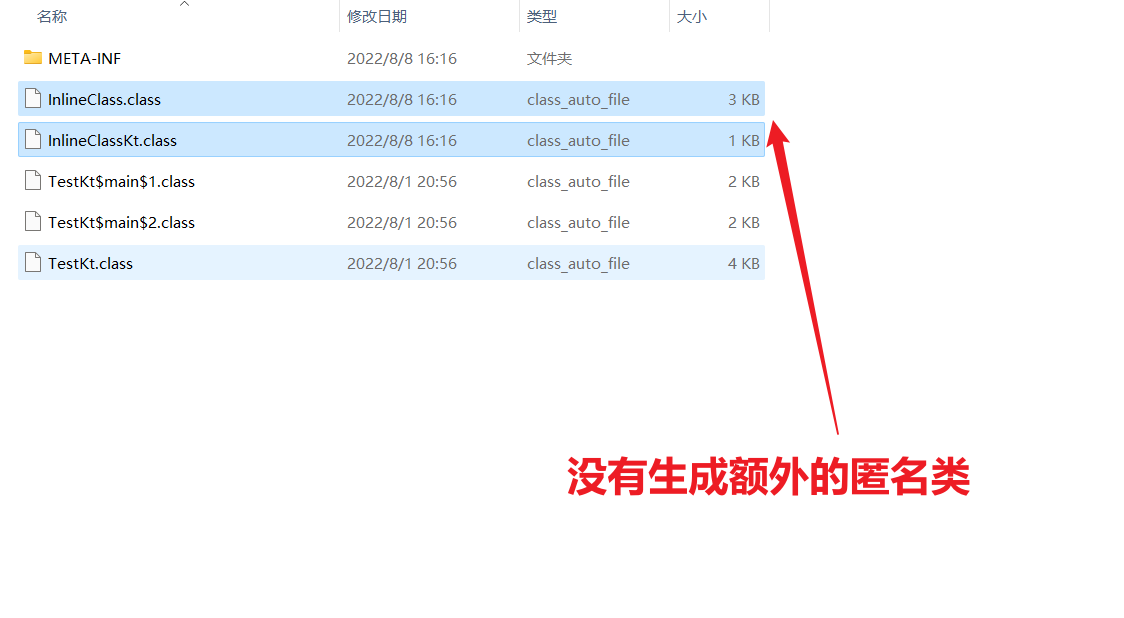 名称 修改日期 类型 大小
META-INF 2022/8/8 16:16 文件夹
InlineClass.class 2022/8/8 16:16 class_auto_file 3 KB
InlineClassKt.class 2022/8/8 16:16 class_auto_file 1 KB
TestKt$main$1.class 2022/8/1 20:56 class_auto_file 2 KB
TestKt$main$2.class 2022/8/1 20:56 class_auto_file 2 KB
TestKt.class 2022/8/1 20:56 class_auto_file 4 KB
没有生成额外的匿名类